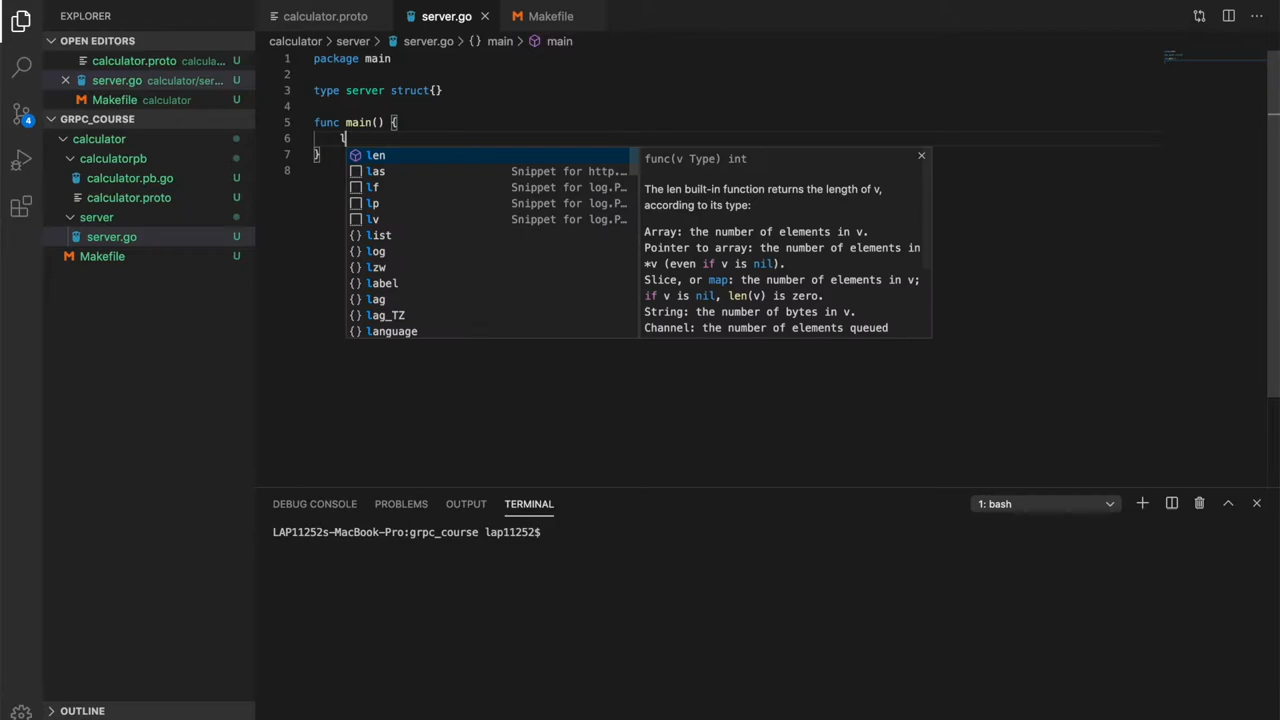 EXPLORER
OPEN EDITORS
calculator.proto calcula... U
server.go calculator/ser... U
Makefile calculator U
GRPC_COURSE
calculator
calculatorpb
calculator.pb.go U
calculator.proto U
server
server.go U
Makefile U
OUTLINE
4
calculator.proto
server.go
Makefile
calculator > server > server.go > {} main > main
1 package main
2
3 type server struct{}
4
5 func main() {
6 l
7 }
8
len
las Snippet for http....
lf Snippet for log.P...
lp Snippet for log.P...
lv Snippet for log.P...
{} list
{} log
{} lzw
{} label
{} lag
{} lag_TZ
{} language
func(v Type) int
The len built-in function returns the length of v,
according to its type:
Array: the number of elements in v.
Pointer to array: the number of elements in
*v (even if v is nil).
Slice, or map: the number of elements in v;
if v is nil, len(v) is zero.
String: the number of bytes in v.
Channel: the number of elements queued
DEBUG CONSOLE PROBLEMS OUTPUT TERMINAL 1: bash
LAP11252s-MacBook-Pro:grpc_course lap11252$